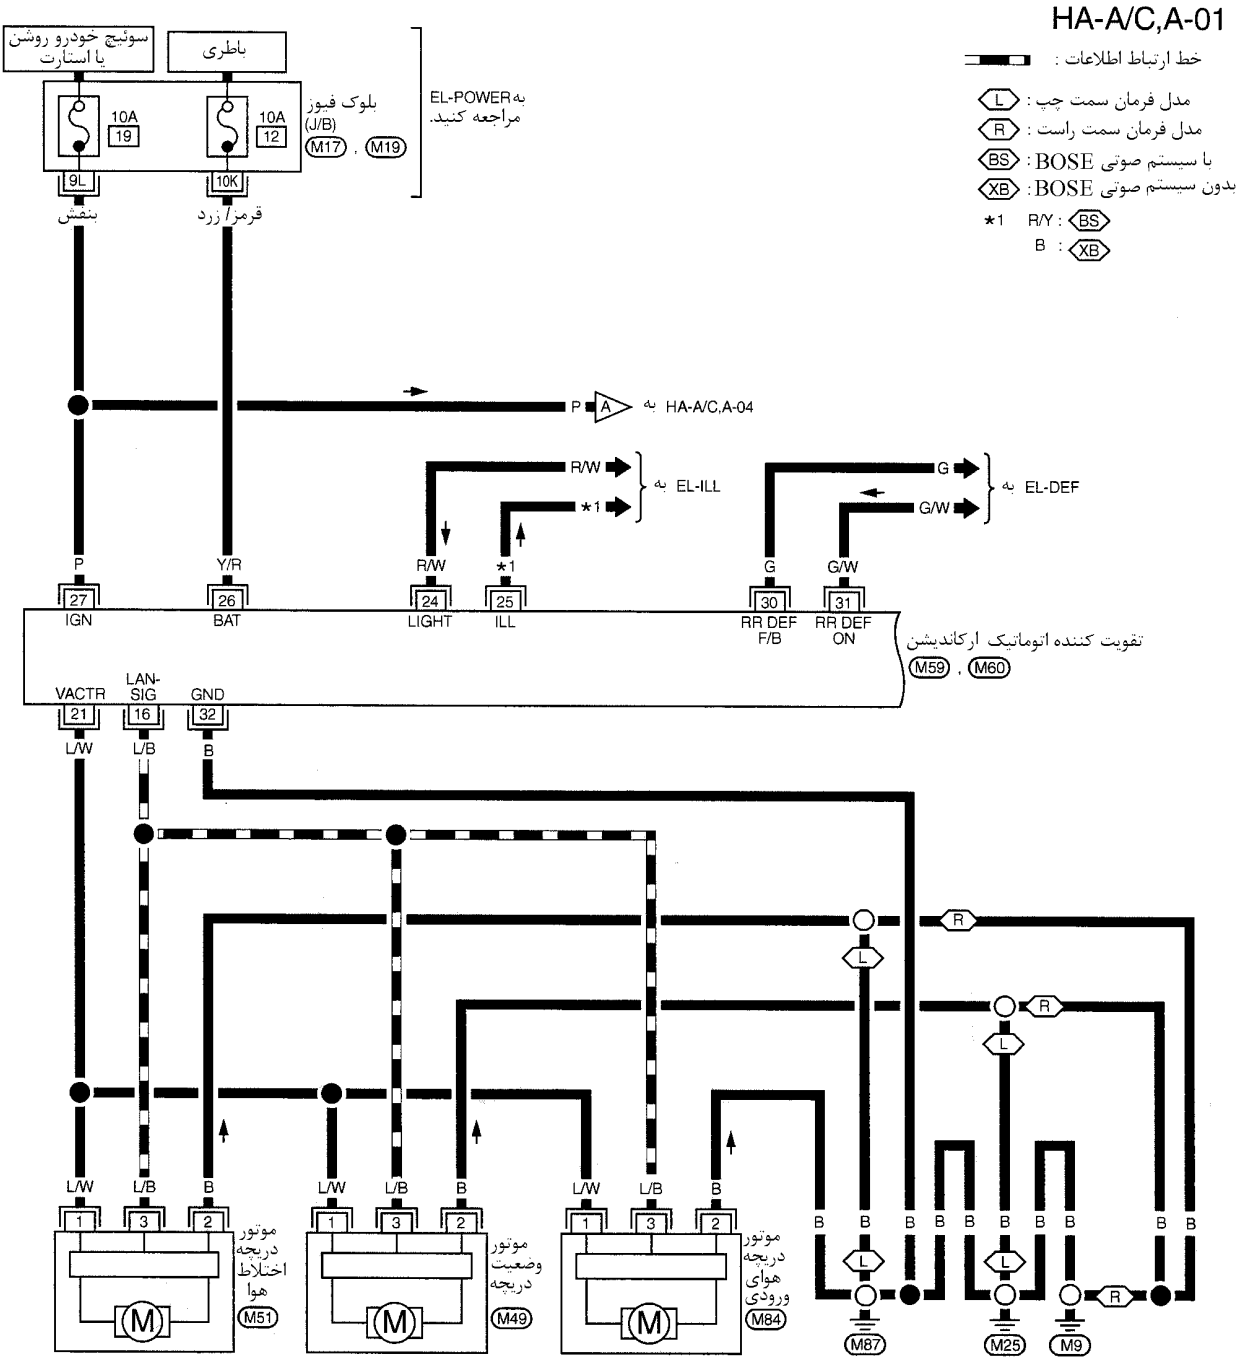 HA-A/C,A-01
خط ارتباط اطلاعات :
L : مدل فرمان سمت چپ
R : مدل فرمان سمت راست
BS : با سیستم صوتی BOSE
XB : بدون سیستم صوتی BOSE
*1 R/Y : BS
B : XB
سوئیچ خودرو روشن
یا استارت
باطری
10A
19
10A
12
بلوک فیوز
(J/B)
M17 , M19
به EL-POWER
مراجعه کنید.
9L
10K
بنفش
قرمز/ زرد
P A به HA-A/C,A-04
R/W
*1
به EL-ILL
G
G/W
به EL-DEF
P Y/R R/W *1 G G/W
27 26 24 25 30 31
IGN BAT LIGHT ILL RR DEF F/B RR DEF ON
تقویت کننده اتوماتیک ارکاندیشن
M59 , M60
VACTR LAN-SIG GND
21 16 32
L/W L/B B
R
L
R
L
L/W L/B B L/W L/B B L/W L/B B
1 3 2 1 3 2 1 3 2
B B B B B B B B B
موتور
دریچه
اختلاط
هوا
M51
M
موتور
وضعیت
دریچه
M49
M
موتور
دریچه
هوای
ورودی
M84
M
L L R
M87 M25 M9